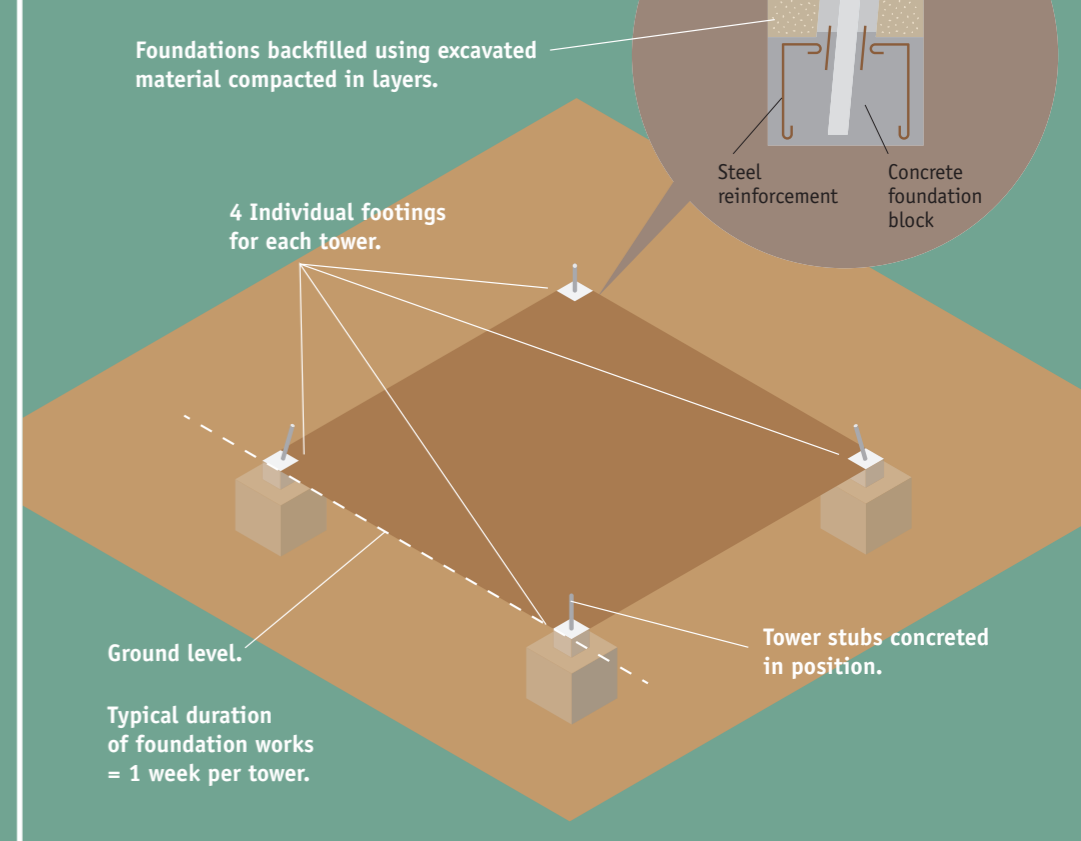 Foundations backfilled using excavated
material compacted in layers.
Steel
reinforcement
Concrete
foundation
block
4 Individual footings
for each tower.
Ground level.
Tower stubs concreted
in position.
Typical duration
of foundation works
= 1 week per tower.